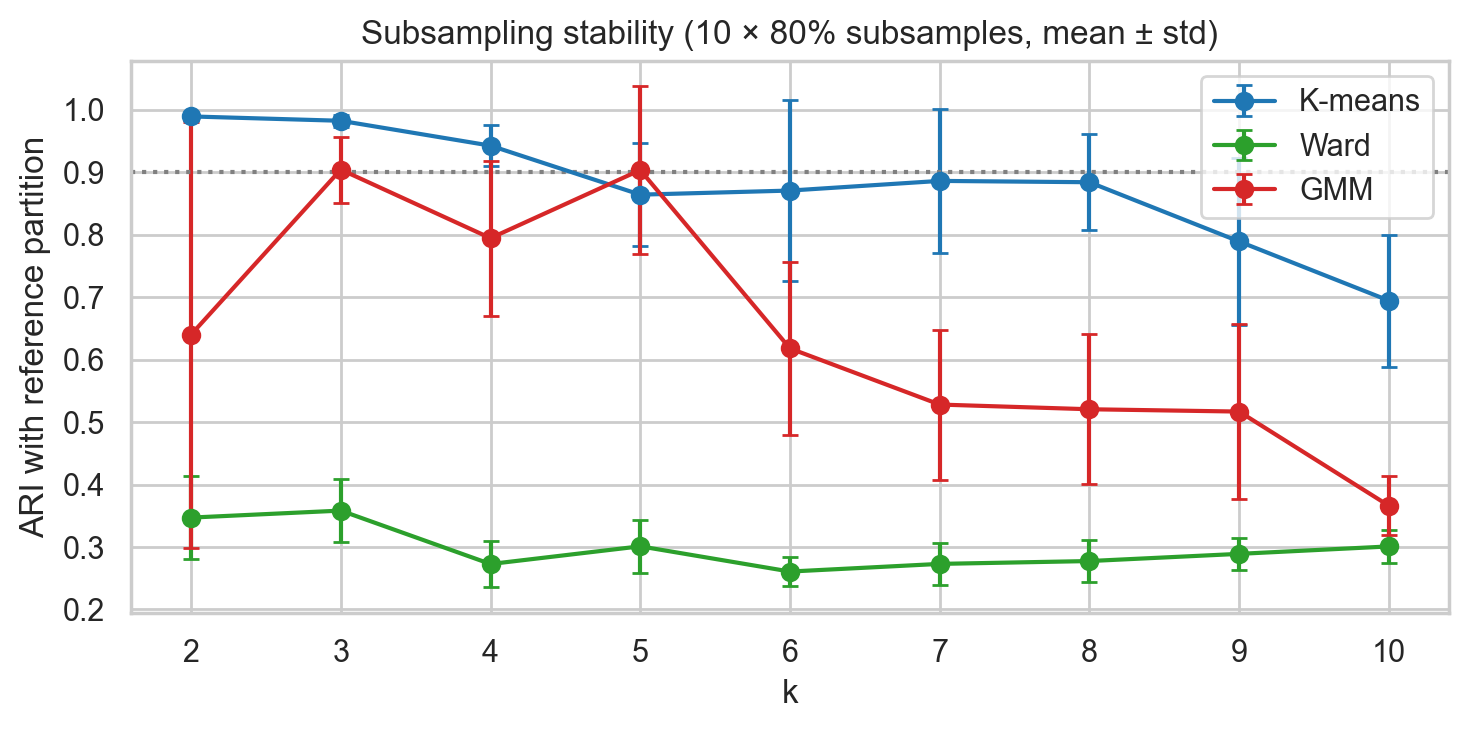 Subsampling stability (10 × 80% subsamples, mean ± std)
ARI with reference partition
1.0
0.9
0.8
0.7
0.6
0.5
0.4
0.3
0.2
K-means
Ward
GMM
2 3 4 5 6 7 8 9 10
k